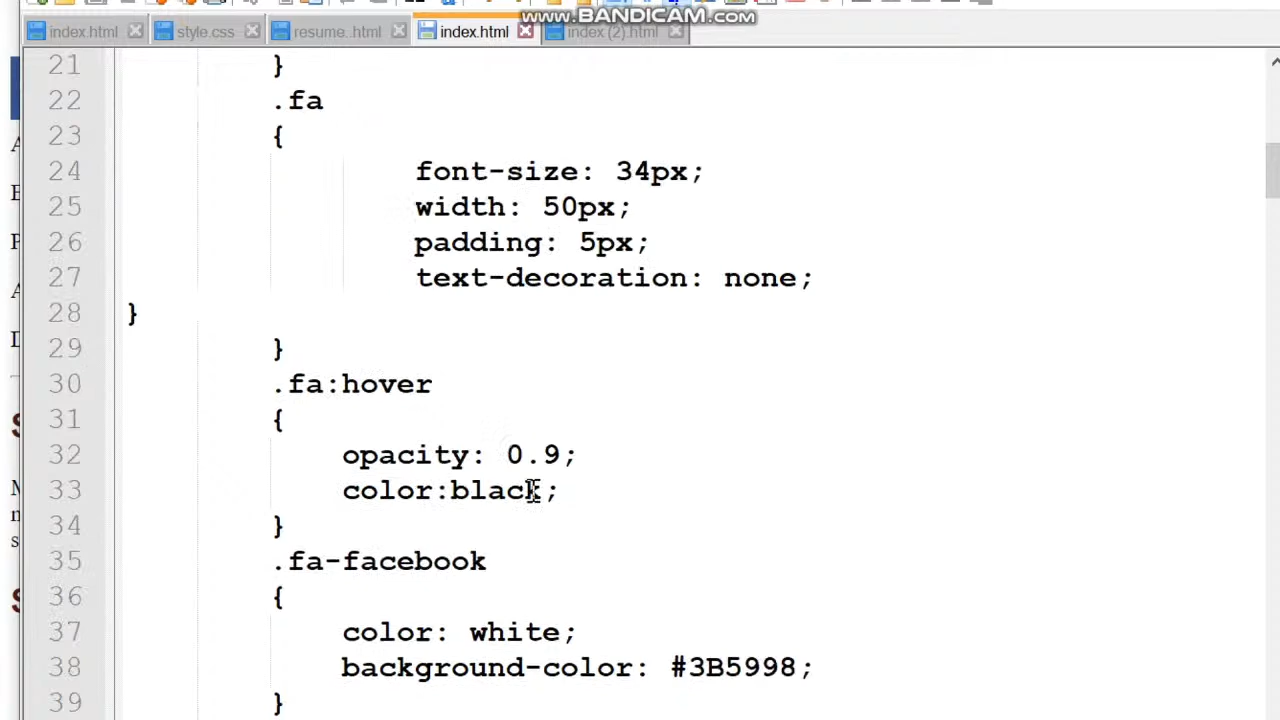 www.BANDICAM.com
index.html style.css resume..html index.html index (2).html
21 }
22 .fa
23 {
24 font-size: 34px;
25 width: 50px;
26 padding: 5px;
27 text-decoration: none;
28 }
29 }
30 .fa:hover
31 {
32 opacity: 0.9;
33 color:black;
34 }
35 .fa-facebook
36 {
37 color: white;
38 background-color: #3B5998;
39 }